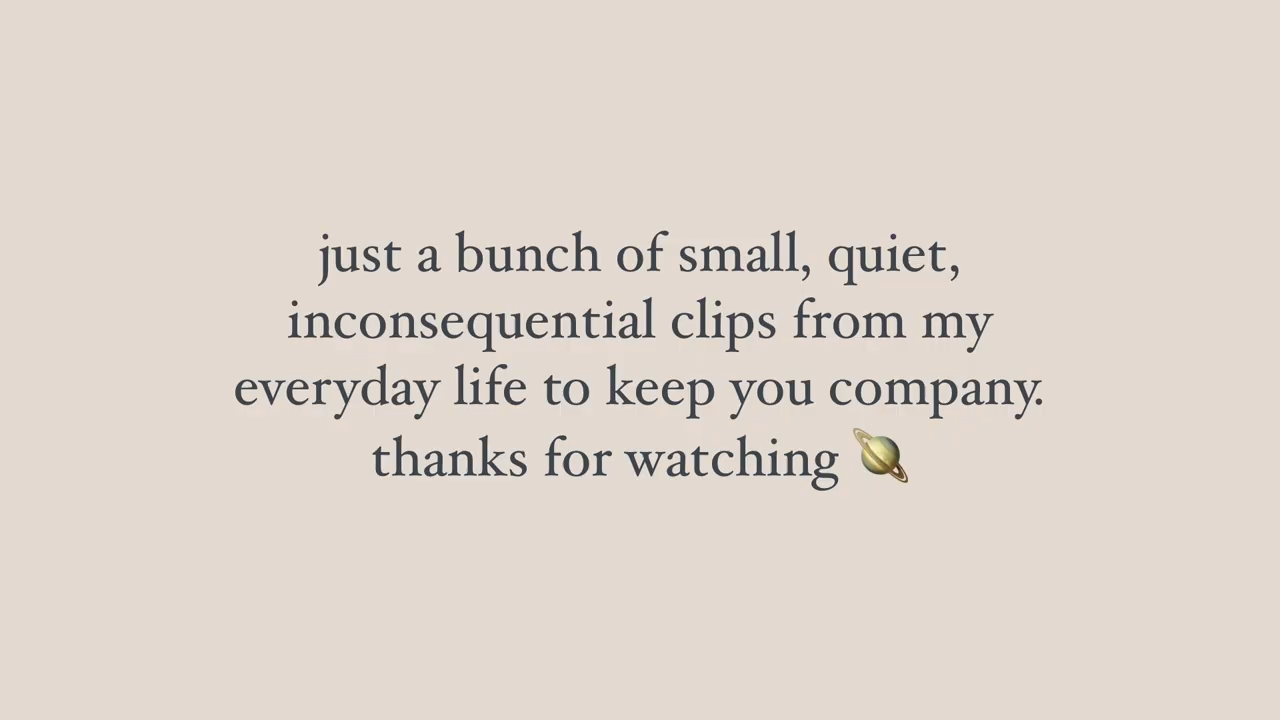 just a bunch of small, quiet,
inconsequential clips from my
everyday life to keep you company.
thanks for watching 🪐